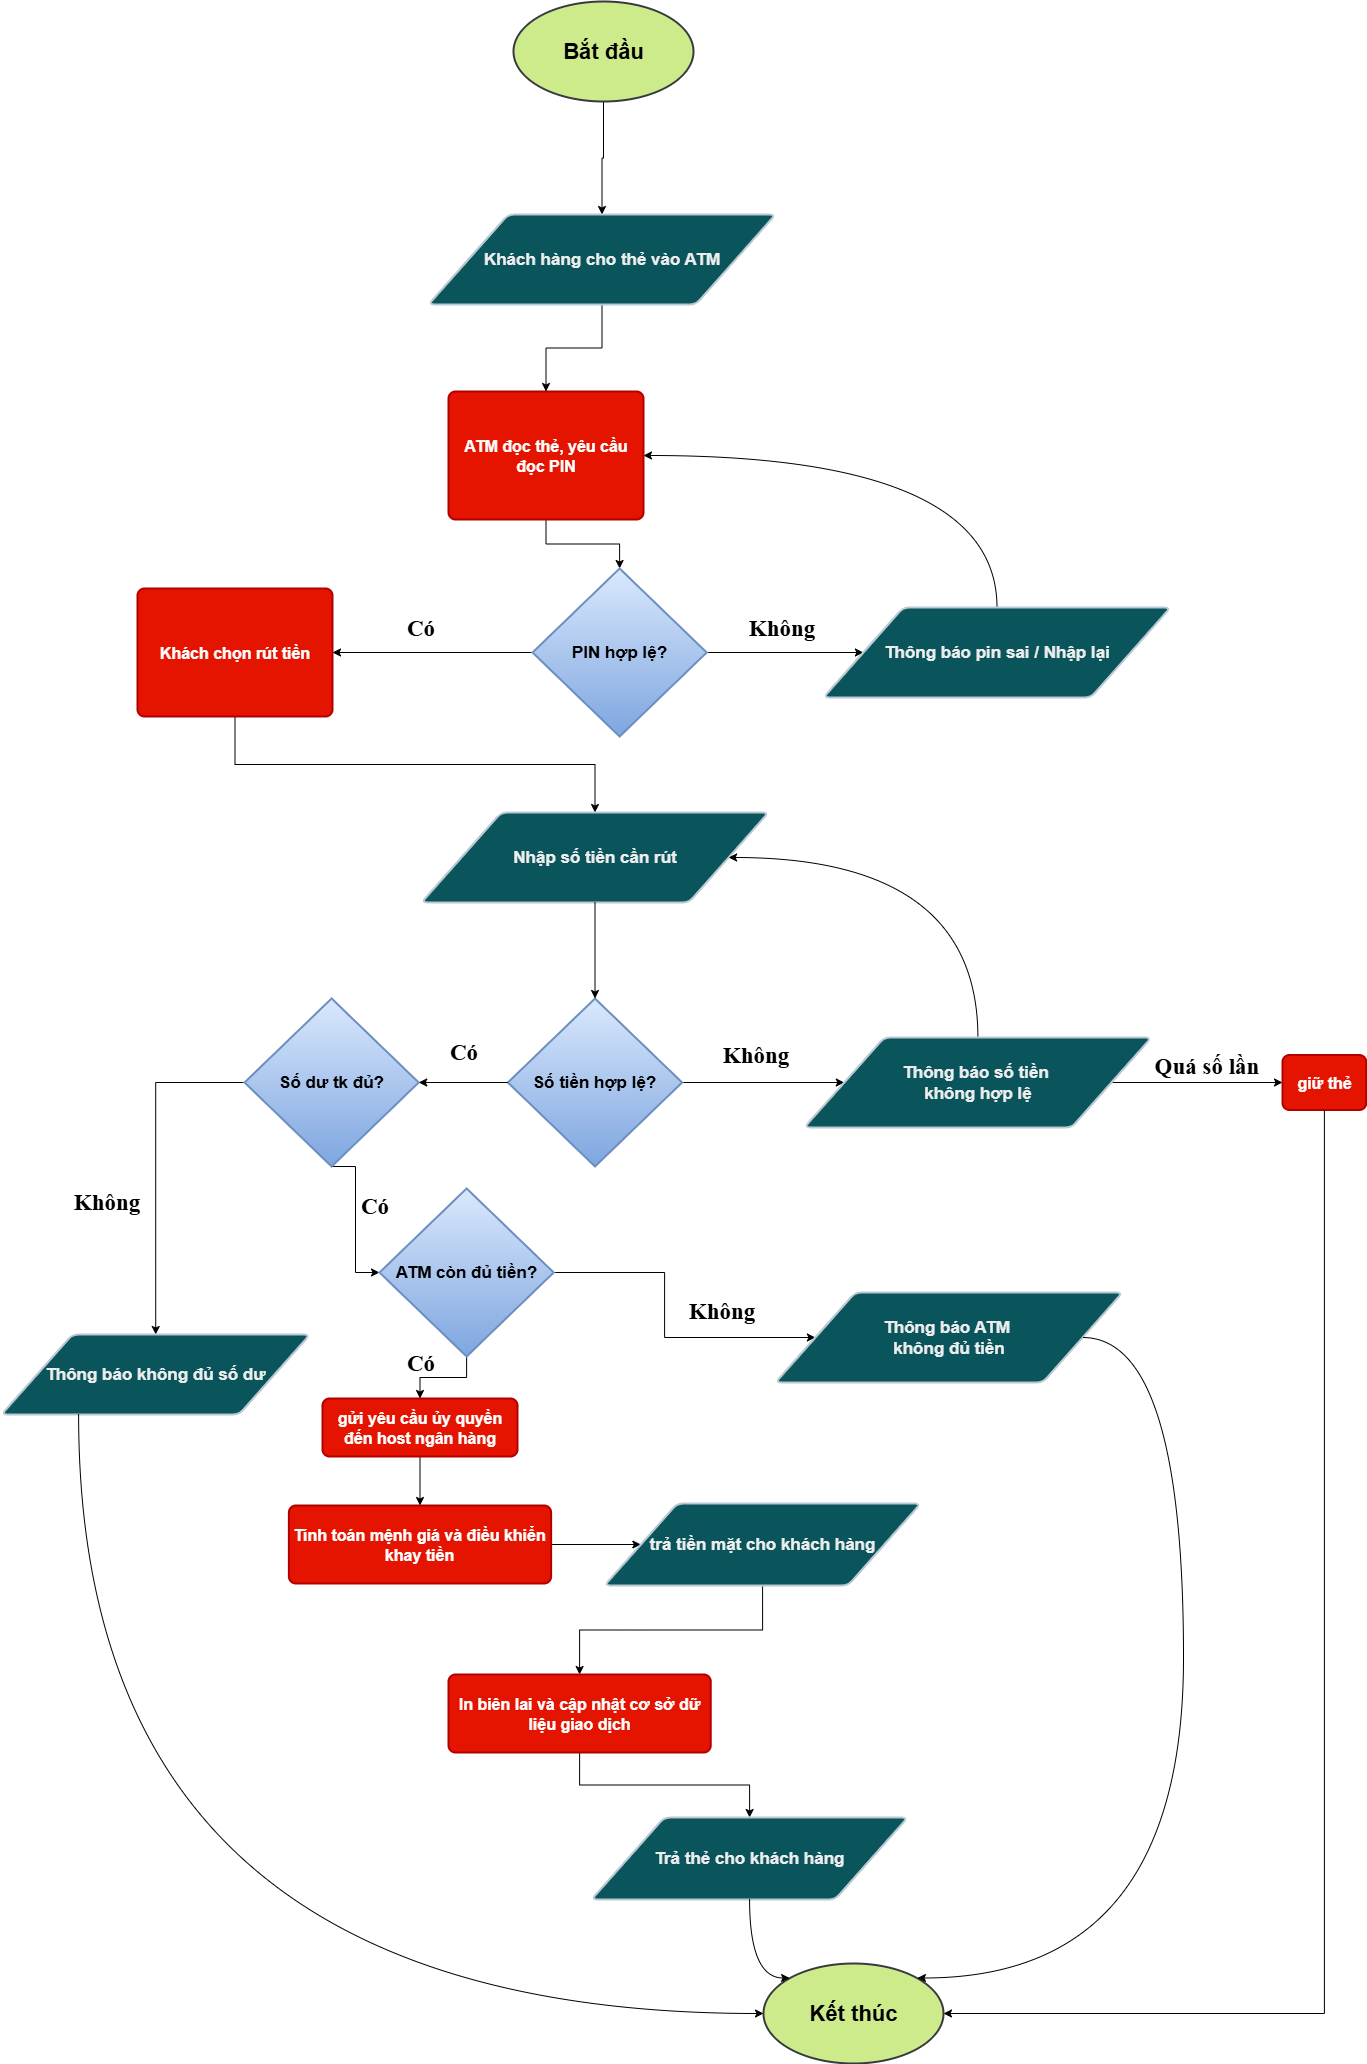 Bắt đầu
Khách hàng cho thẻ vào ATM
ATM đọc thẻ, yêu cầu
đọc PIN
Có
Không
Khách chọn rút tiền
PIN hợp lệ?
Thông báo pin sai / Nhập lại
Nhập số tiền cần rút
Có
Không
Quá số lần
Số dư tk đủ?
Số tiền hợp lệ?
Thông báo số tiền
không hợp lệ
giữ thẻ
Không
Có
ATM còn đủ tiền?
Không
Thông báo ATM
không đủ tiền
Có
Thông báo không đủ số dư
gửi yêu cầu ủy quyền
đến host ngân hàng
Tính toán mệnh giá và điều khiển
khay tiền
trả tiền mặt cho khách hàng
In biên lai và cập nhật cơ sở dữ
liệu giao dịch
Trả thẻ cho khách hàng
Kết thúc